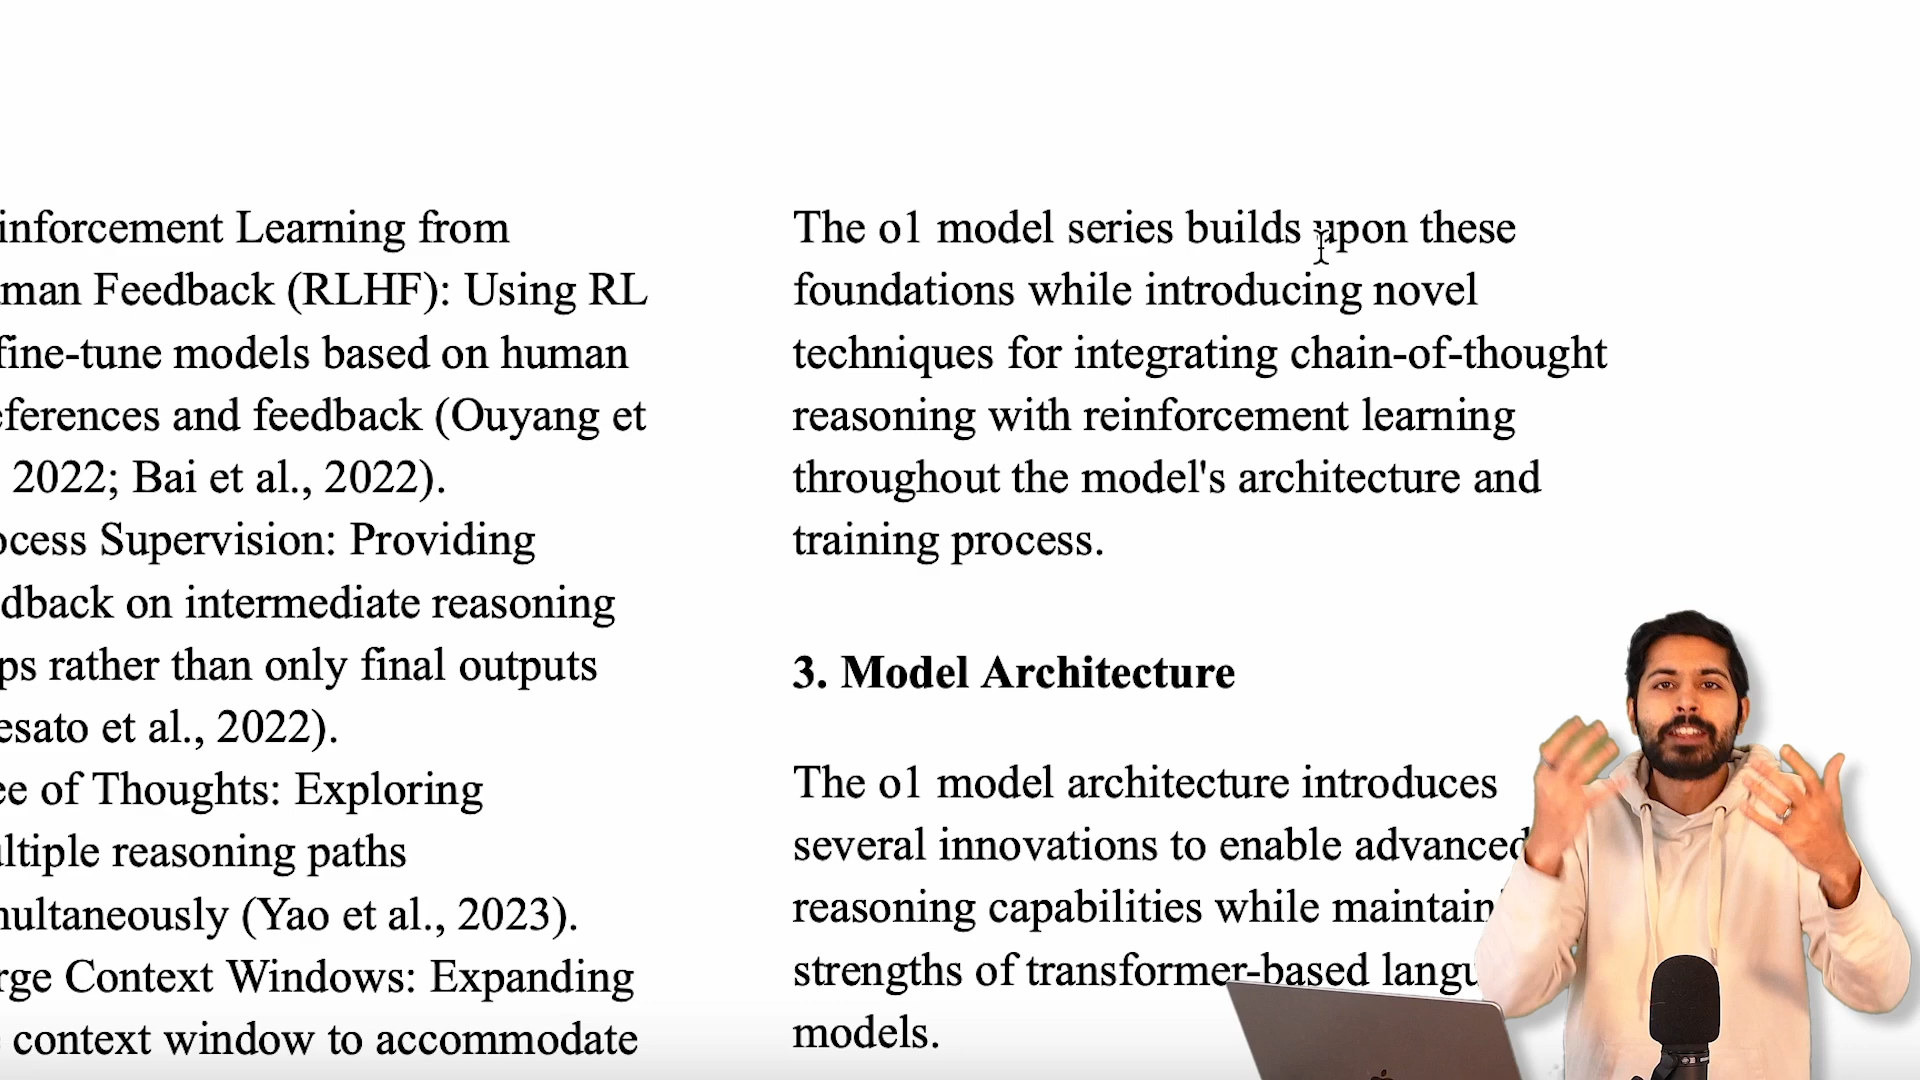 inforcement Learning from
man Feedback (RLHF): Using RL
fine-tune models based on human
eferences and feedback (Ouyang et
2022; Bai et al., 2022).
ocess Supervision: Providing
dback on intermediate reasoning
ps rather than only final outputs
esato et al., 2022).
ee of Thoughts: Exploring
ultiple reasoning paths
multaneously (Yao et al., 2023).
rge Context Windows: Expanding
context window to accommodate
The o1 model series builds upon these
foundations while introducing novel
techniques for integrating chain-of-thought
reasoning with reinforcement learning
throughout the model's architecture and
training process.
3. Model Architecture
The o1 model architecture introduces
several innovations to enable advanced
reasoning capabilities while maintain
strengths of transformer-based langu
models.